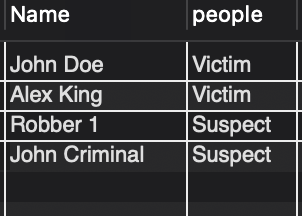 Name people
John Doe Victim
Alex King Victim
Robber 1 Suspect
John Criminal Suspect